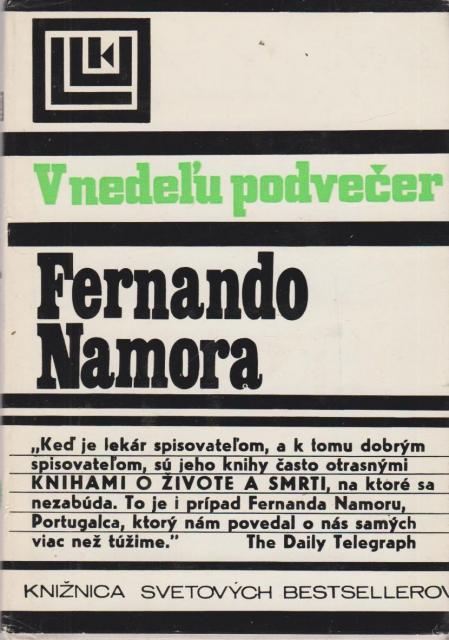 V nedeľu podvečer
Fernando
Namora
„Keď je lekár spisovateľom, a k tomu dobrým
spisovateľom, sú jeho knihy často otrasnými
KNIHAMI O ŽIVOTE A SMRTI, na ktoré sa
nezabúda. To je i prípad Fernanda Namoru,
Portugalca, ktorý nám povedal o nás samých
viac než túžime.” The Daily Telegraph
KNIŽNICA SVETOVÝCH BESTSELLEROV